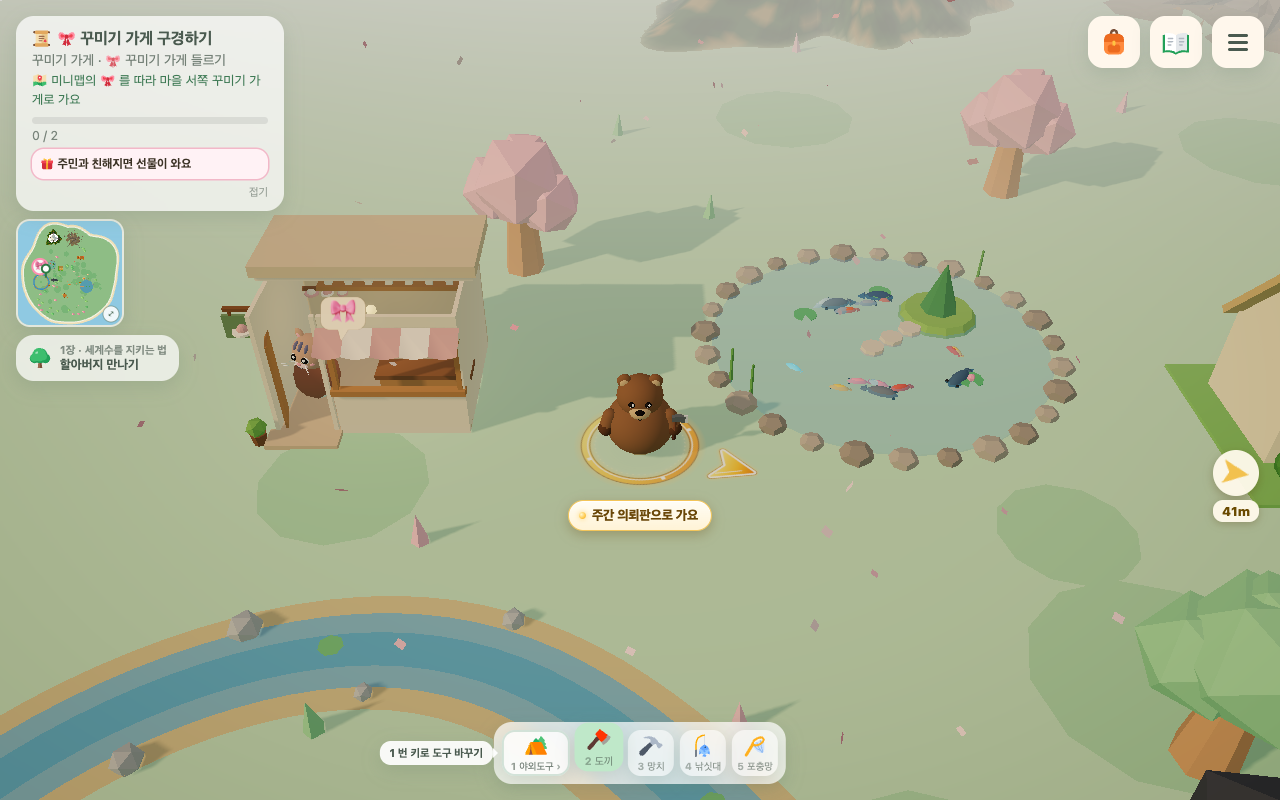 꾸미기 가게 구경하기
꾸미기 가게 · 꾸미기 가게 들르기
미니맵의 를 따라 마을 서쪽 꾸미기 가
게로 가요
0 / 2
주민과 친해지면 선물이 와요
접기
1장 · 세계수를 지키는 법
할아버지 만나기
41m
주간 의뢰판으로 가요
1 번 키로 도구 바꾸기
1 야외도구 ›
2 도끼
3 망치
4 낚싯대
5 포충망